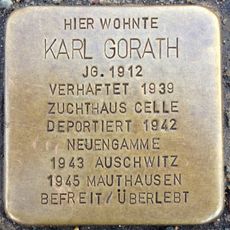 HIER WOHNTE
KARL GORATH
JG. 1912
VERHAFTET 1939
ZUCHTHAUS CELLE
DEPORTIERT 1942
NEUENGAMME
1943 AUSCHWITZ
1945 MAUTHAUSEN
BEFREIT/ÜBERLEBT